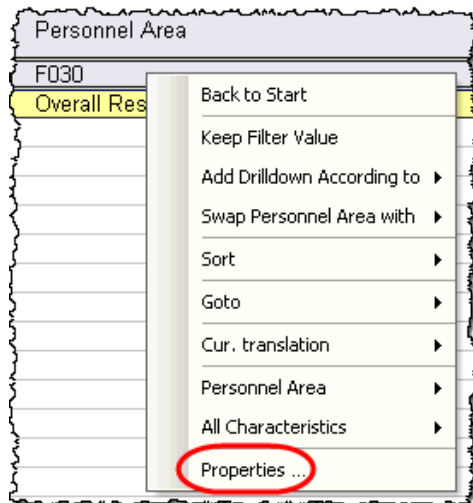 Personnel Area
F030
Overall Res
Back to Start
Keep Filter Value
Add Drilldown According to
Swap Personnel Area with
Sort
Goto
Cur. translation
Personnel Area
All Characteristics
Properties ...